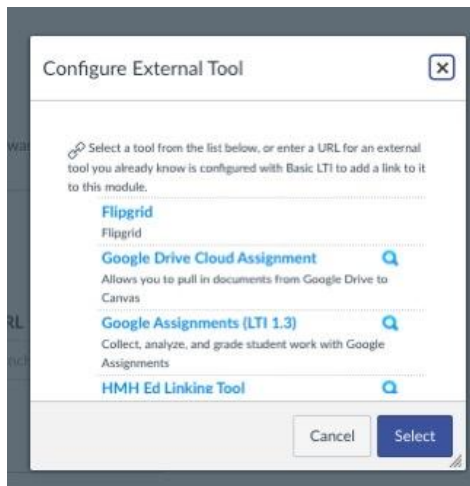 Configure External Tool
Select a tool from the list below, or enter a URL for an external
tool you already know is configured with Basic LTI to add a link to it
to this module.
Flipgrid
Flipgrid
Google Drive Cloud Assignment
Allows you to pull in documents from Google Drive to
Canvas
Google Assignments (LTI 1.3)
Collect, analyze, and grade student work with Google
Assignments
HMH Ed Linking Tool
Cancel Select